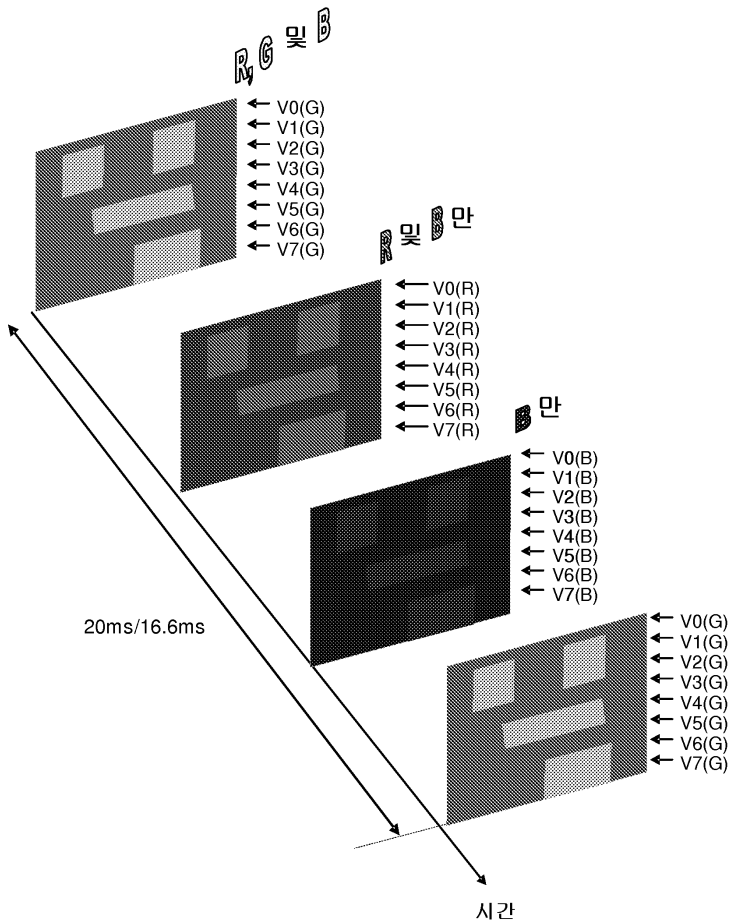 R, G 및 B
V0(G)
V1(G)
V2(G)
V3(G)
V4(G)
V5(G)
V6(G)
V7(G)
R 및 B 만
V0(R)
V1(R)
V2(R)
V3(R)
V4(R)
V5(R)
V6(R)
V7(R)
B 만
V0(B)
V1(B)
V2(B)
V3(B)
V4(B)
V5(B)
V6(B)
V7(B)
20ms/16.6ms
V0(G)
V1(G)
V2(G)
V3(G)
V4(G)
V5(G)
V6(G)
V7(G)
시간